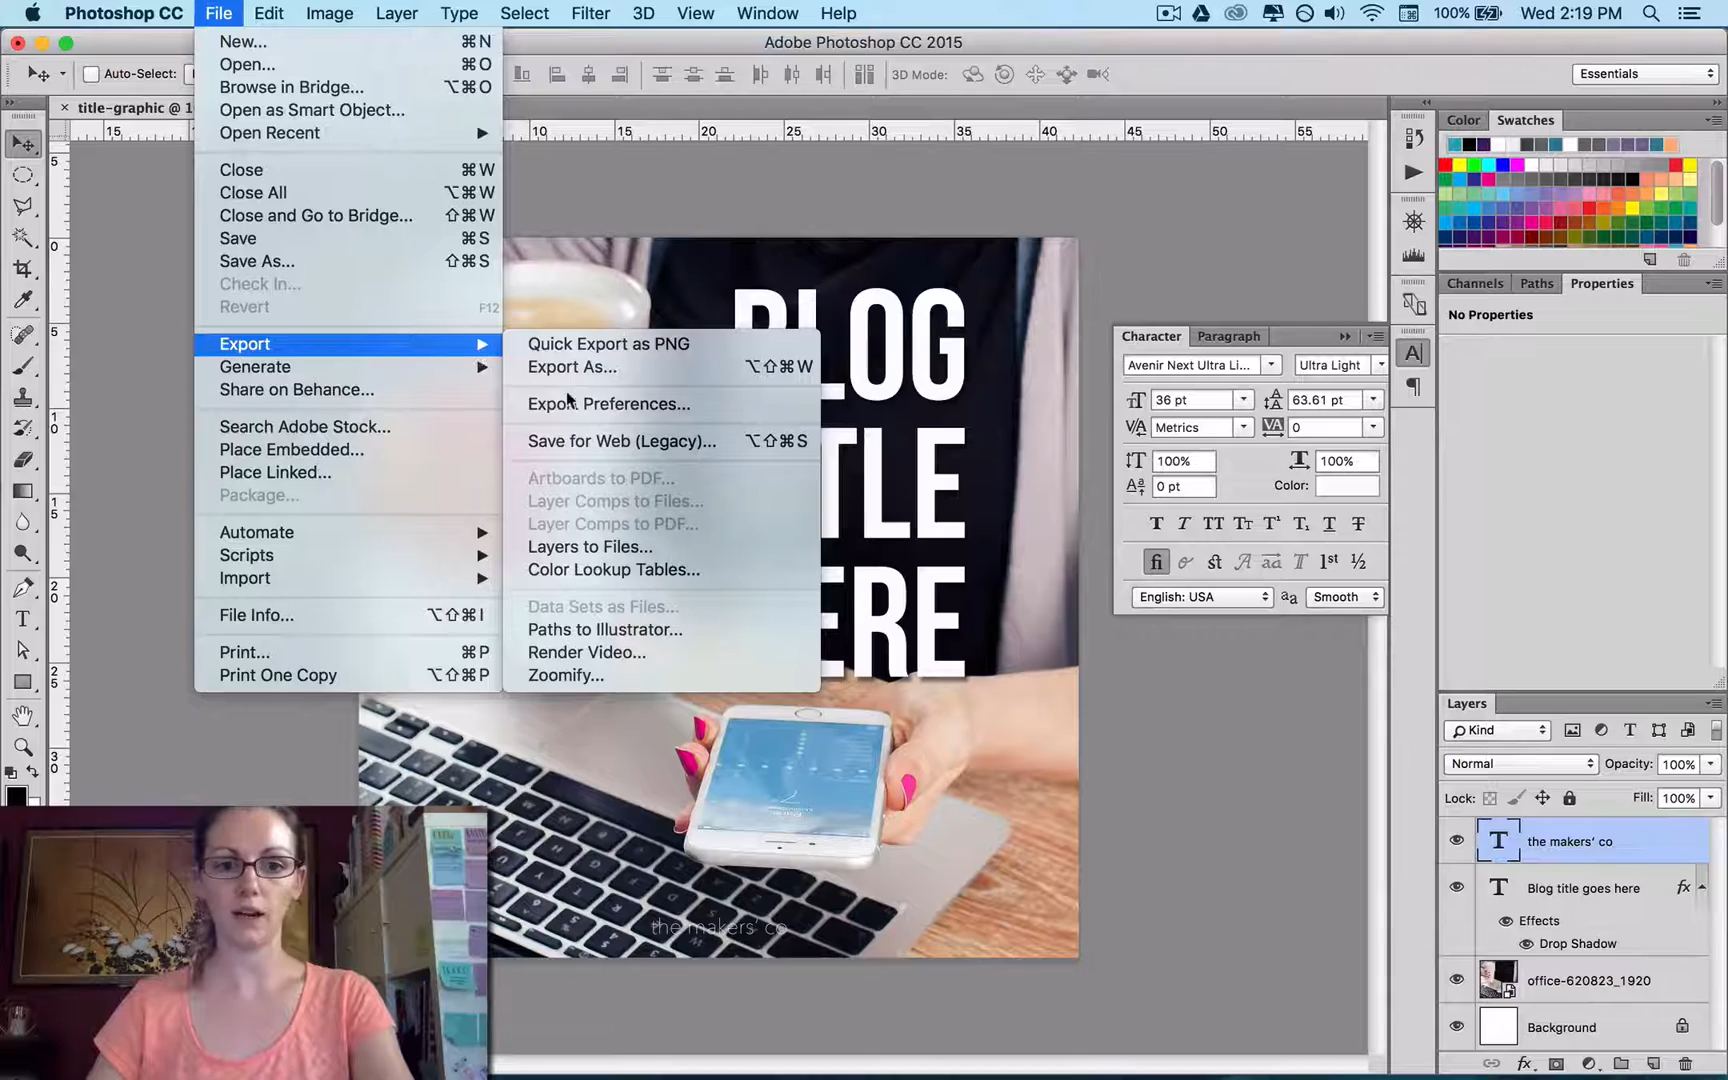 Photoshop CC File Edit Image Layer Type Select Filter 3D View Window Help 100% Wed 2:19 PM
Adobe Photoshop CC 2015
Auto-Select: 3D Mode: Essentials
title-graphic @
15 10 15 20 25 30 35 40 45 50 55
New... ⌘N
Open... ⌘O
Browse in Bridge... ⌥⌘O
Open as Smart Object...
Open Recent
Close ⌘W
Close All ⌥⌘W
Close and Go to Bridge... ⇧⌘W
Save ⌘S
Save As... ⇧⌘S
Check In...
Revert F12
Export
Generate
Share on Behance...
Search Adobe Stock...
Place Embedded...
Place Linked...
Package...
Automate
Scripts
Import
File Info... ⌥⇧⌘I
Print... ⌘P
Print One Copy ⌥⇧⌘P
Quick Export as PNG
Export As... ⌥⇧⌘W
Export Preferences...
Save for Web (Legacy)... ⌥⇧⌘S
Artboards to PDF...
Layer Comps to Files...
Layer Comps to PDF...
Layers to Files...
Color Lookup Tables...
Data Sets as Files...
Paths to Illustrator...
Render Video...
Zoomify...
BLOG
TLE
ERE
the makers' co
Color Swatches
Channels Paths Properties
No Properties
Character Paragraph
Avenir Next Ultra Li... Ultra Light
36 pt 63.61 pt
Metrics 0
100% 100%
0 pt Color:
English: USA Smooth
Layers
Kind
Normal Opacity: 100%
Lock: Fill: 100%
the makers' co
Blog title goes here fx
Effects
Drop Shadow
office-620823_1920
Background